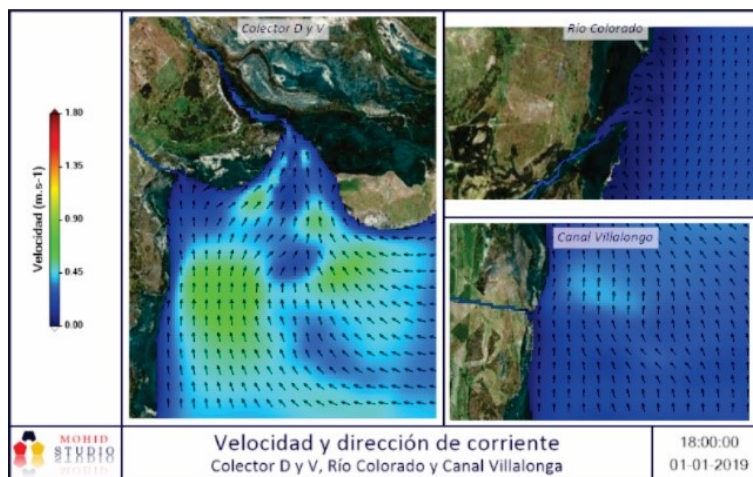 Colector D y V
Río Colorado
Canal Villalonga
Velocidad (m.s-1)
1.80
1.35
0.90
0.45
0.00
MOHID
STUDIO
Velocidad y dirección de corriente
Colector D y V, Río Colorado y Canal Villalonga
18:00:00
01-01-2019